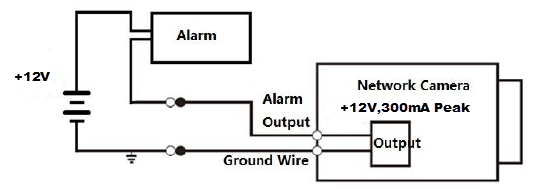 Alarm
+12V
Network Camera
+12V,300mA Peak
Alarm
Output
Output
Ground Wire